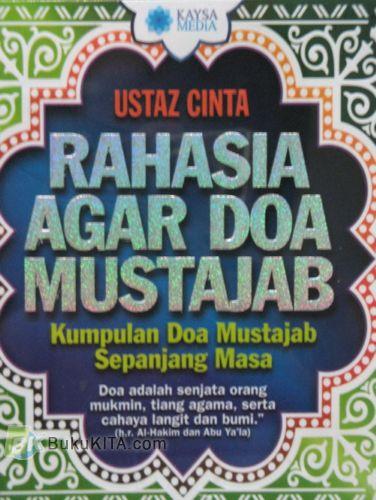 KAYSA
MEDIA
USTAZ CINTA
RAHASIA
AGAR DOA
MUSTAJAB
Kumpulan Doa Mustajab
Sepanjang Masa
Doa adalah senjata orang
mukmin, tiang agama, serta
cahaya langit dan bumi."
(h.r. Al-Hakim dan Abu Ya'la)
BukuKITA.com